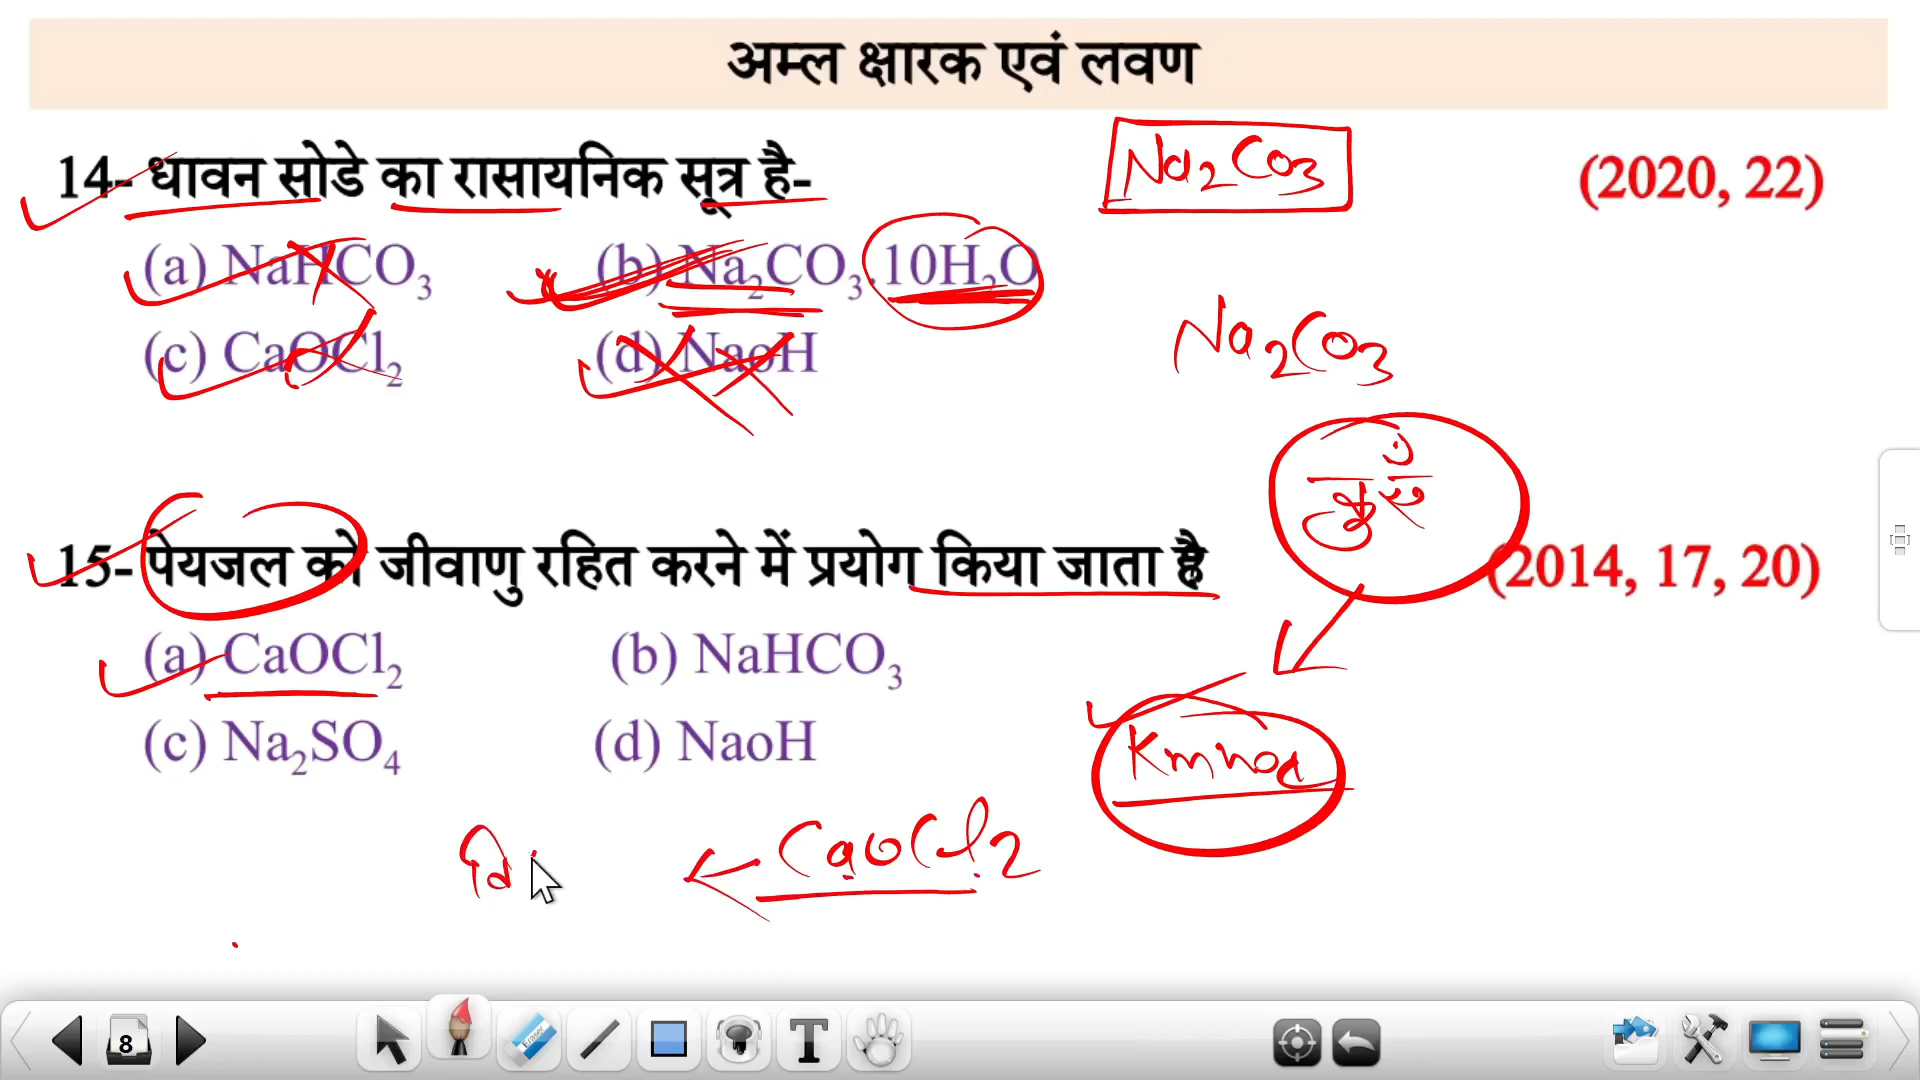 अम्ल क्षारक एवं लवण
14- धावन सोडे का रासायनिक सूत्र है-
Na₂Co₃
(2020, 22)
(a) NaHCO₃ (b) Na₂CO₃.10H₂O
(c) CaOCl₂ (d) NaoH
Na₂Co₃
15- पेयजल को जीवाणु रहित करने में प्रयोग किया जाता है
(2014, 17, 20)
(a) CaOCl₂ (b) NaHCO₃
(c) Na₂SO₄ (d) NaoH
Kmno₄
CaOCl₂
वि
8
Eraser
T